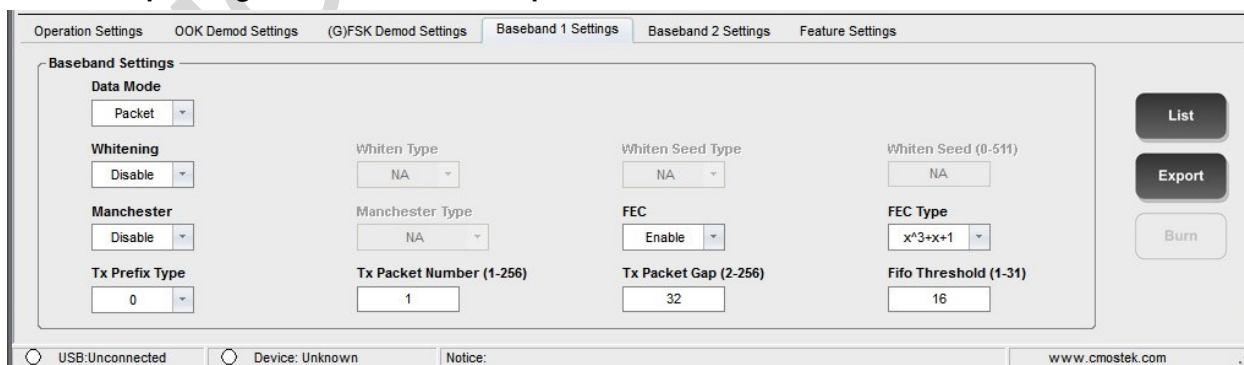 Operation Settings OOK Demod Settings (G)FSK Demod Settings Baseband 1 Settings Baseband 2 Settings Feature Settings
Baseband Settings
Data Mode
Packet
List
Whitening Whiten Type Whiten Seed Type Whiten Seed (0-511)
Disable NA NA NA
Export
Manchester Manchester Type FEC FEC Type
Disable NA Enable x^3+x+1
Burn
Tx Prefix Type Tx Packet Number (1-256) Tx Packet Gap (2-256) Fifo Threshold (1-31)
0 1 32 16
USB:Unconnected Device: Unknown Notice: www.cmostek.com